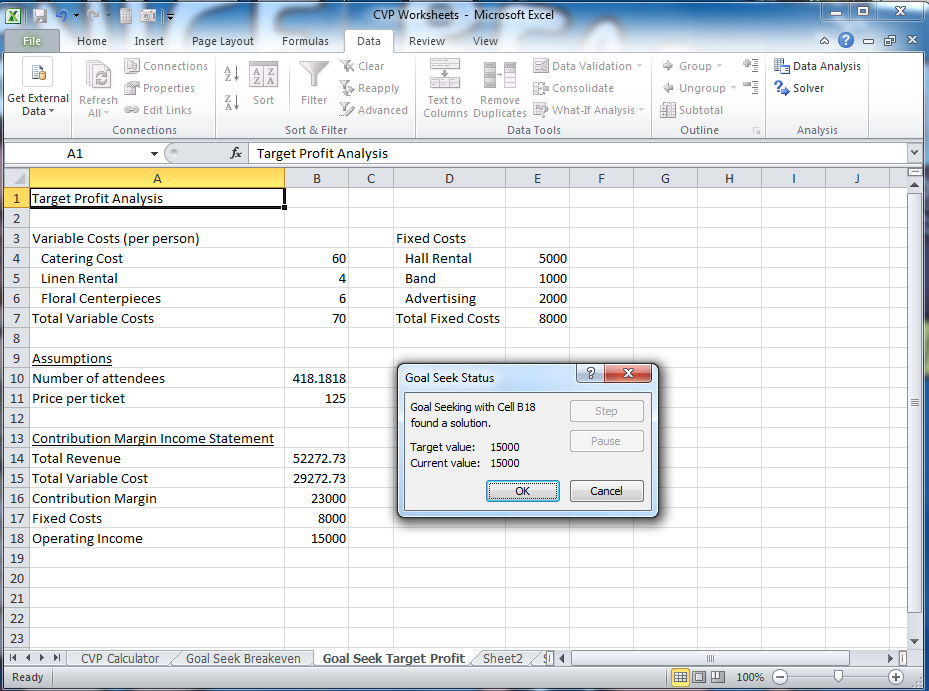 CVP Worksheets - Microsoft Excel
File Home Insert Page Layout Formulas Data Review View
Get External Data
Refresh All
Connections
Properties
Edit Links
Connections
Sort
Filter
Clear
Reapply
Advanced
Sort & Filter
Text to Columns
Remove Duplicates
Data Validation
Consolidate
What-If Analysis
Data Tools
Group
Ungroup
Subtotal
Outline
Data Analysis
Solver
Analysis
A1 fx Target Profit Analysis
A B C D E F G H I J
1 Target Profit Analysis
2
3 Variable Costs (per person) Fixed Costs
4 Catering Cost 60 Hall Rental 5000
5 Linen Rental 4 Band 1000
6 Floral Centerpieces 6 Advertising 2000
7 Total Variable Costs 70 Total Fixed Costs 8000
8
9 Assumptions
10 Number of attendees 418.1818
11 Price per ticket 125
12
13 Contribution Margin Income Statement
14 Total Revenue 52272.73
15 Total Variable Cost 29272.73
16 Contribution Margin 23000
17 Fixed Costs 8000
18 Operating Income 15000
19
20
21
22
23
Goal Seek Status
Goal Seeking with Cell B18
found a solution.
Target value: 15000
Current value: 15000
Step
Pause
OK Cancel
CVP Calculator Goal Seek Breakeven Goal Seek Target Profit Sheet2
Ready 100%